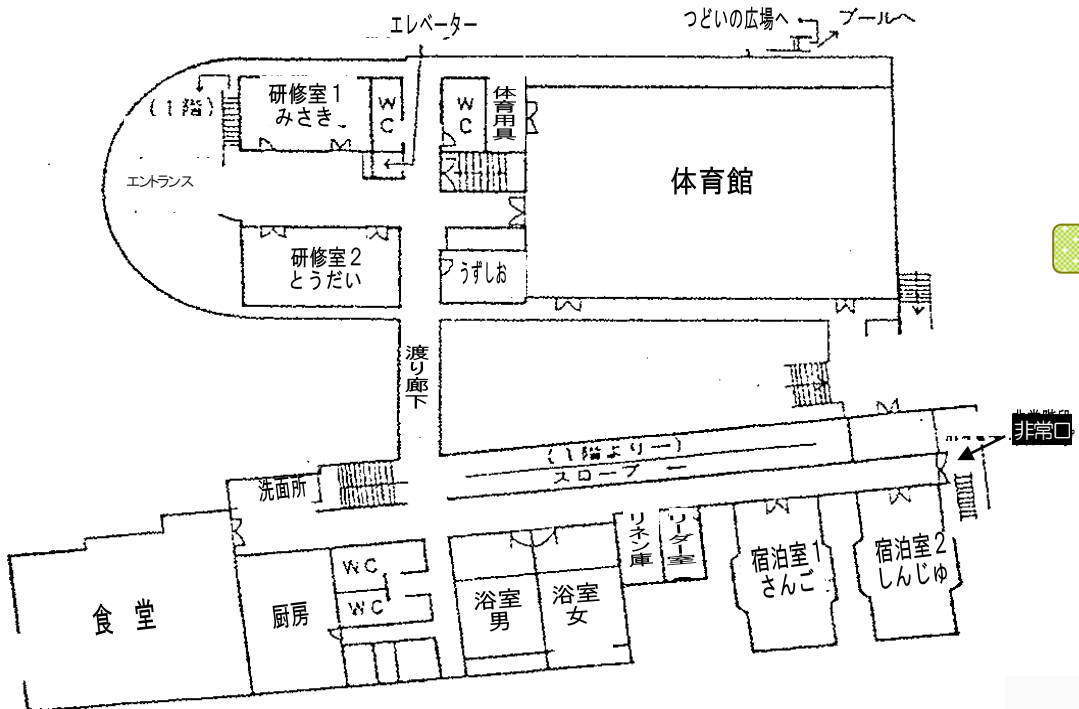 エレベーター
つどいの広場へ
プールへ
(1階)
研修室1
みさき
WC
WC
体育用具
体育館
エントランス
研修室2
とうだい
うずしお
渡り廊下
非常口
(1階より→)
スロープ
洗面所
リネン庫
リーダー室
宿泊室1
さんご
宿泊室2
しんじゅ
食堂
厨房
WC
WC
浴室
男
浴室
女